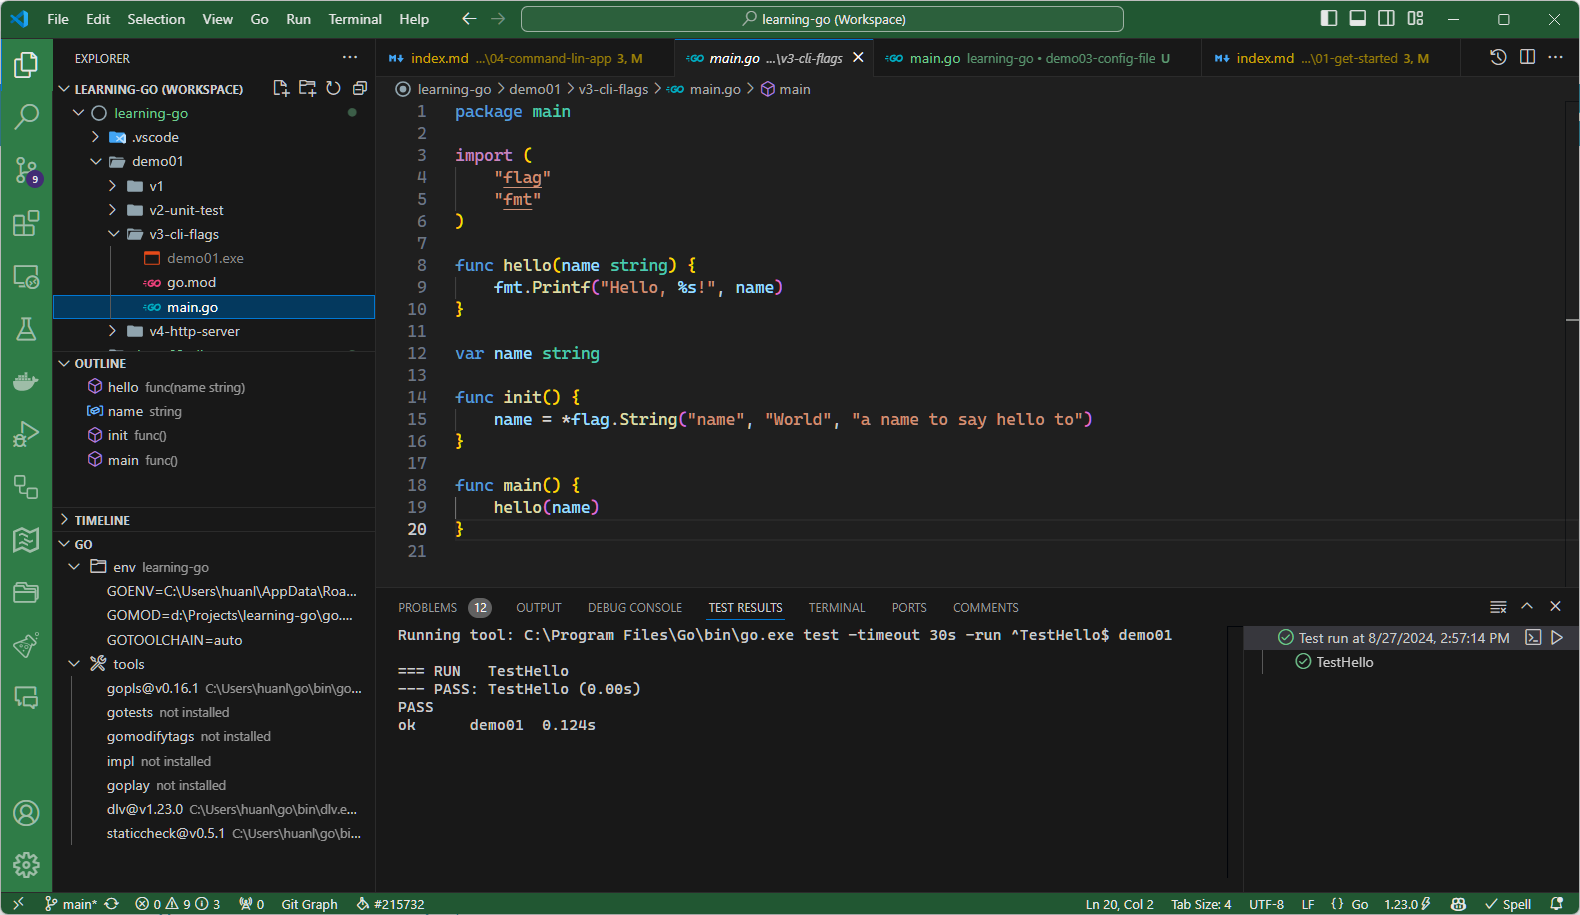 File Edit Selection View Go Run Terminal Help
learning-go (Workspace)
EXPLORER
LEARNING-GO (WORKSPACE)
learning-go
.vscode
demo01
v1
v2-unit-test
v3-cli-flags
demo01.exe
go.mod
main.go
v4-http-server
OUTLINE
hello func(name string)
name string
init func()
main func()
TIMELINE
GO
env learning-go
GOENV=C:\Users\huanl\AppData\Roa...
GOMOD=d:\Projects\learning-go\go....
GOTOOLCHAIN=auto
tools
gopls@v0.16.1 C:\Users\huanl\go\bin\go...
gotests not installed
gomodifytags not installed
impl not installed
goplay not installed
dlv@v1.23.0 C:\Users\huanl\go\bin\dlv.e...
staticcheck@v0.5.1 C:\Users\huanl\go\bi...
9
index.md ...\04-command-lin-app 3, M
main.go ...\v3-cli-flags
main.go learning-go • demo03-config-file U
index.md ...\01-get-started 3, M
learning-go > demo01 > v3-cli-flags > main.go > main
1 package main
2
3 import (
4 "flag"
5 "fmt"
6 )
7
8 func hello(name string) {
9 fmt.Printf("Hello, %s!", name)
10 }
11
12 var name string
13
14 func init() {
15 name = *flag.String("name", "World", "a name to say hello to")
16 }
17
18 func main() {
19 hello(name)
20 }
21
PROBLEMS 12 OUTPUT DEBUG CONSOLE TEST RESULTS TERMINAL PORTS COMMENTS
Running tool: C:\Program Files\Go\bin\go.exe test -timeout 30s -run ^TestHello$ demo01
=== RUN TestHello
--- PASS: TestHello (0.00s)
PASS
ok demo01 0.124s
Test run at 8/27/2024, 2:57:14 PM
TestHello
main* 0 9 3 0 Git Graph #215732
Ln 20, Col 2 Tab Size: 4 UTF-8 LF {} Go 1.23.0 Spell